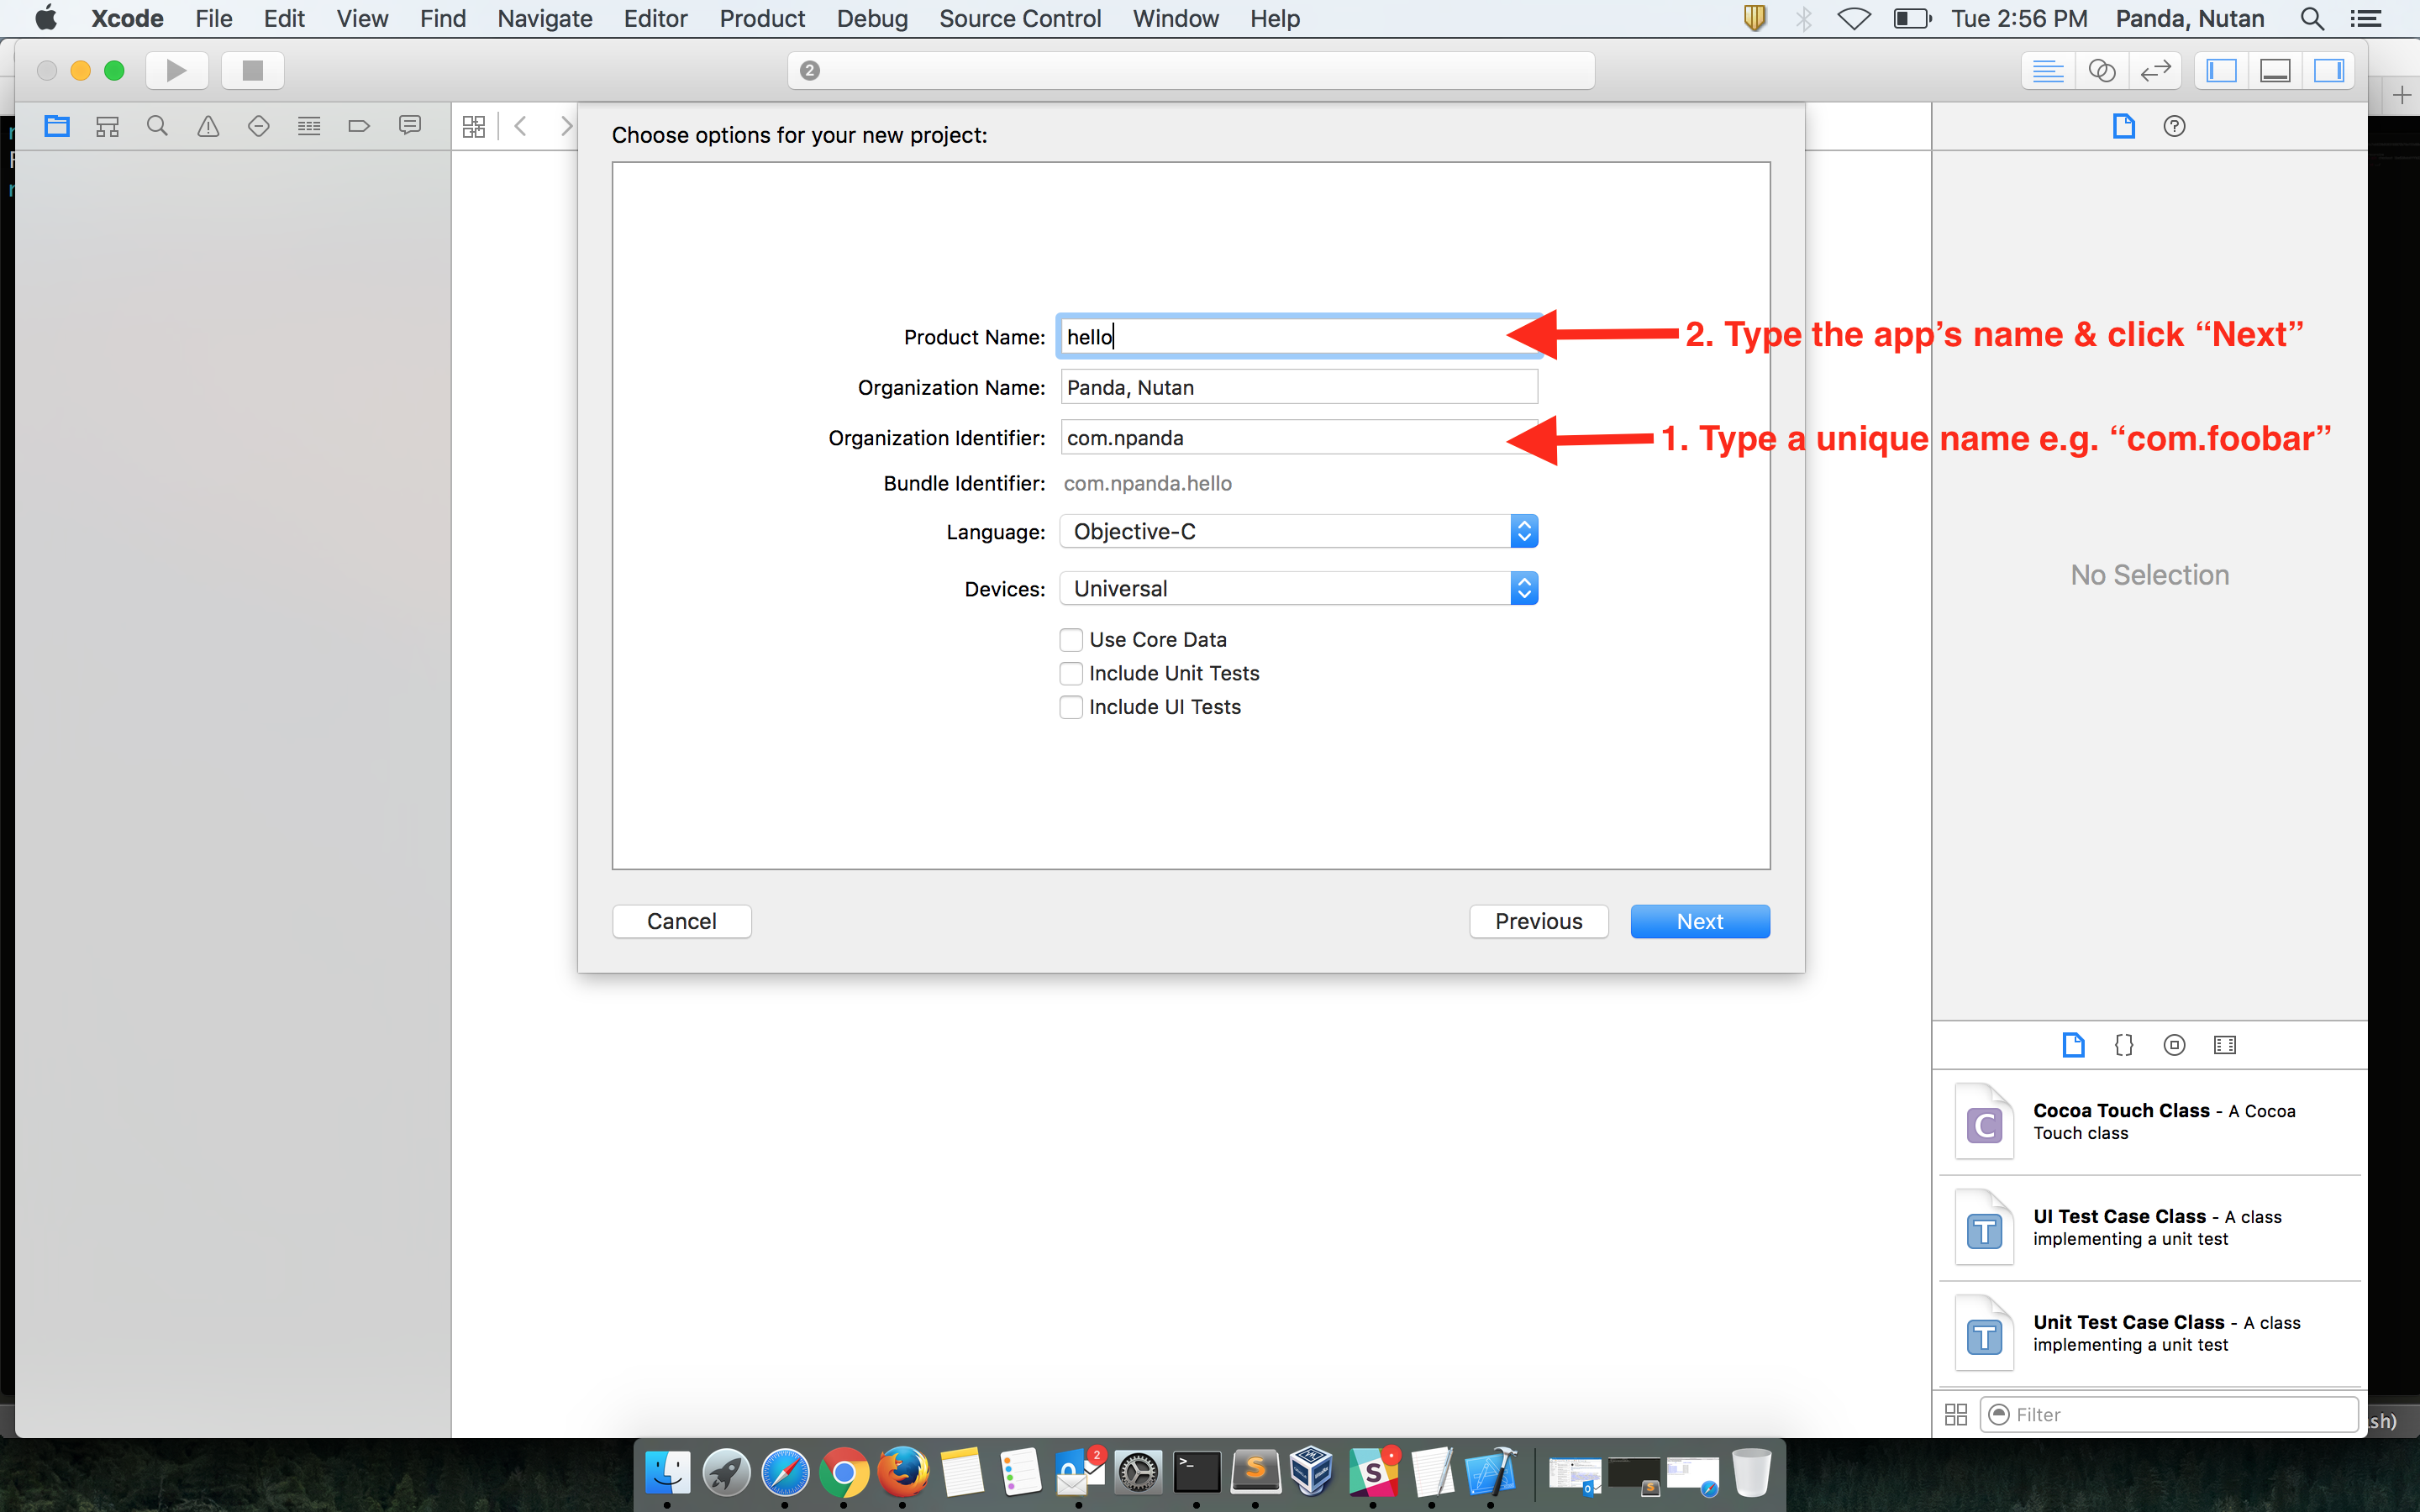 Xcode File Edit View Find Navigate Editor Product Debug Source Control Window Help Tue 2:56 PM Panda, Nutan
2
Choose options for your new project:
Product Name: hello
2. Type the app’s name & click “Next”
Organization Name: Panda, Nutan
Organization Identifier: com.npanda
1. Type a unique name e.g. “com.foobar”
Bundle Identifier: com.npanda.hello
Language: Objective-C
Devices: Universal
Use Core Data
Include Unit Tests
Include UI Tests
Cancel Previous Next
No Selection
{}
C
Cocoa Touch Class - A Cocoa
Touch class
T
UI Test Case Class - A class
implementing a unit test
T
Unit Test Case Class - A class
implementing a unit test
Filter
sh)
2